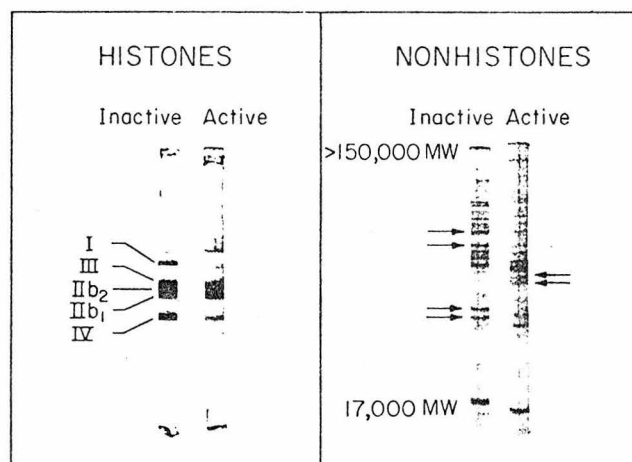 HISTONES
Inactive Active
I
III
IIb2
IIb1
IV
NONHISTONES
Inactive Active
>150,000 MW
17,000 MW